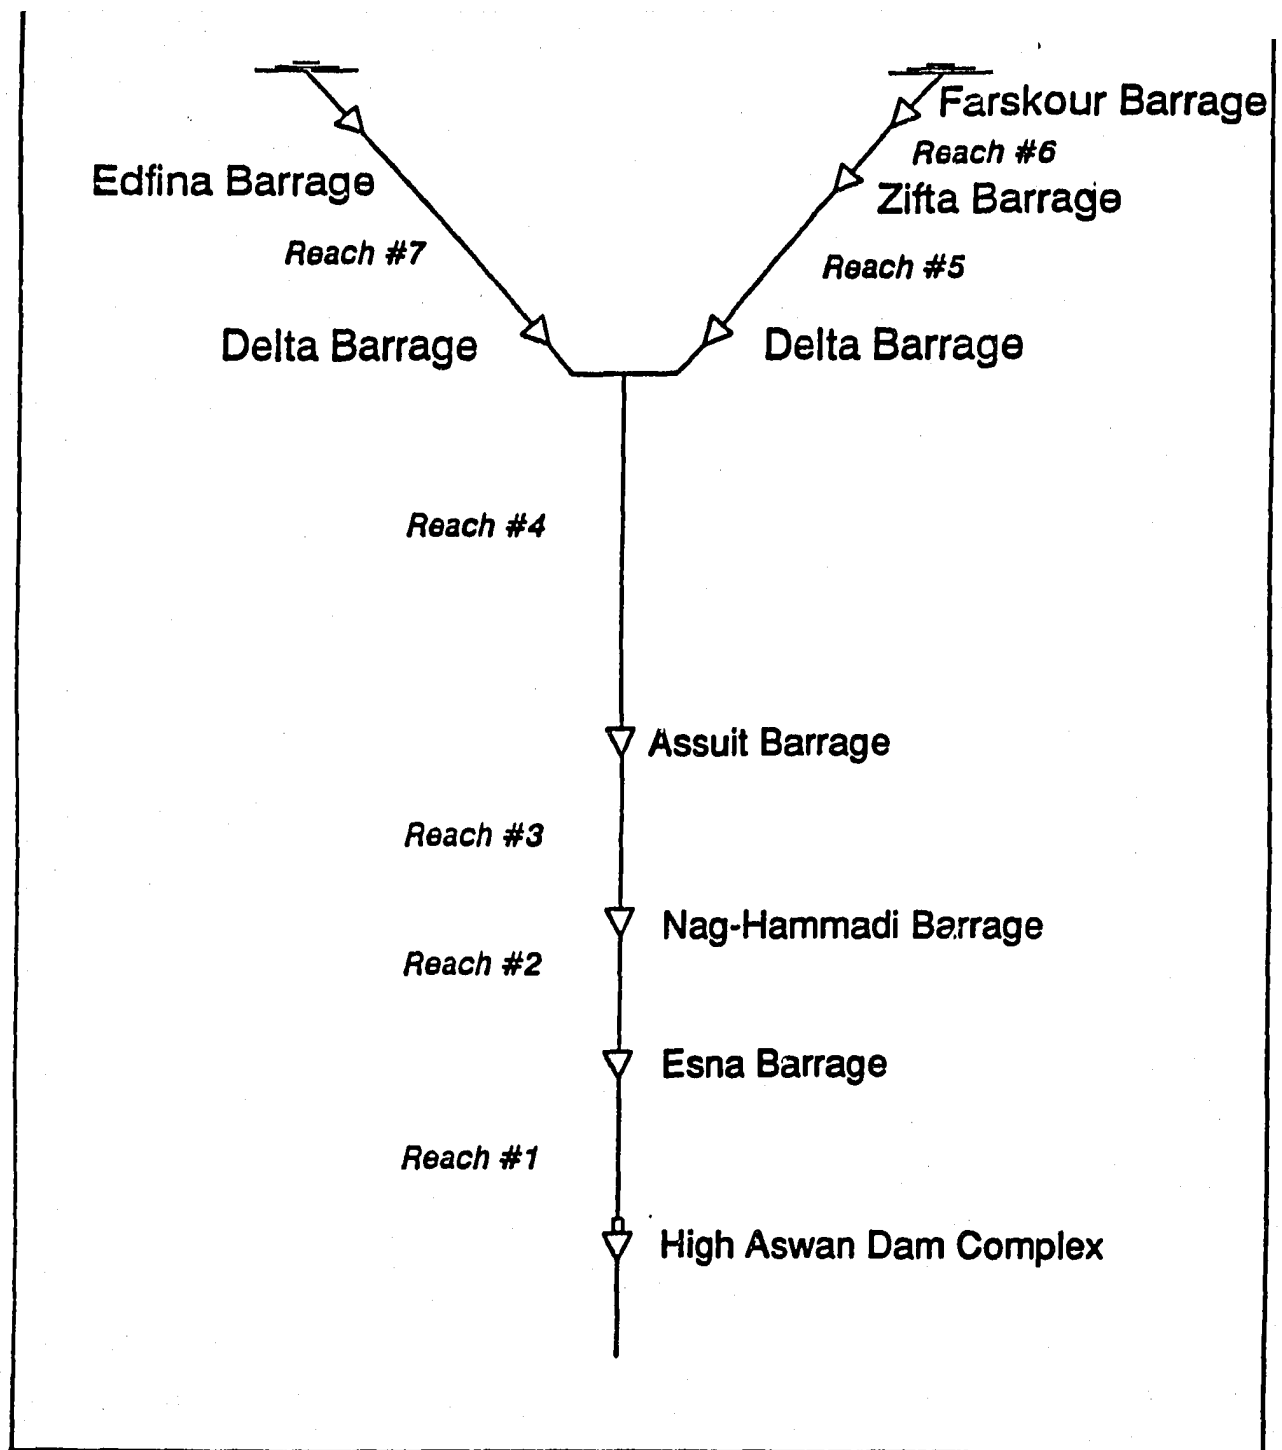 Farskour Barrage
Reach #6
Edfina Barrage
Zifta Barrage
Reach #7
Reach #5
Delta Barrage
Delta Barrage
Reach #4
Assuit Barrage
Reach #3
Nag-Hammadi Barrage
Reach #2
Esna Barrage
Reach #1
High Aswan Dam Complex